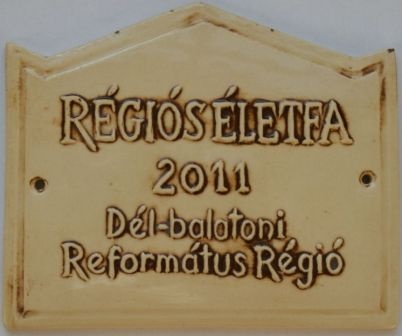 RÉGIÓS ÉLETFA
2011
Dél-balatoni
Református Régió